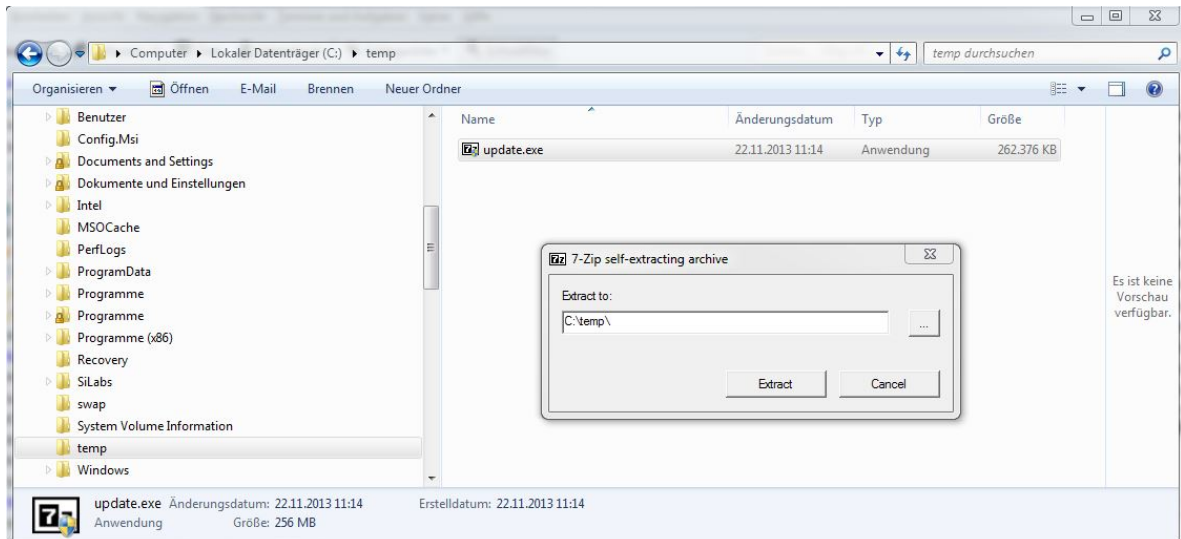 Computer ▸ Lokaler Datenträger (C:) ▸ temp
temp durchsuchen
Organisieren
Öffnen
E-Mail
Brennen
Neuer Ordner
Benutzer
Config.Msi
Documents and Settings
Dokumente und Einstellungen
Intel
MSOCache
PerfLogs
ProgramData
Programme
Programme
Programme (x86)
Recovery
SiLabs
swap
System Volume Information
temp
Windows
Name Änderungsdatum Typ Größe
update.exe 22.11.2013 11:14 Anwendung 262.376 KB
7-Zip self-extracting archive
Extract to:
C:\temp\
...
Extract
Cancel
Es ist keine
Vorschau
verfügbar.
update.exe Änderungsdatum: 22.11.2013 11:14 Erstelldatum: 22.11.2013 11:14
Anwendung Größe: 256 MB